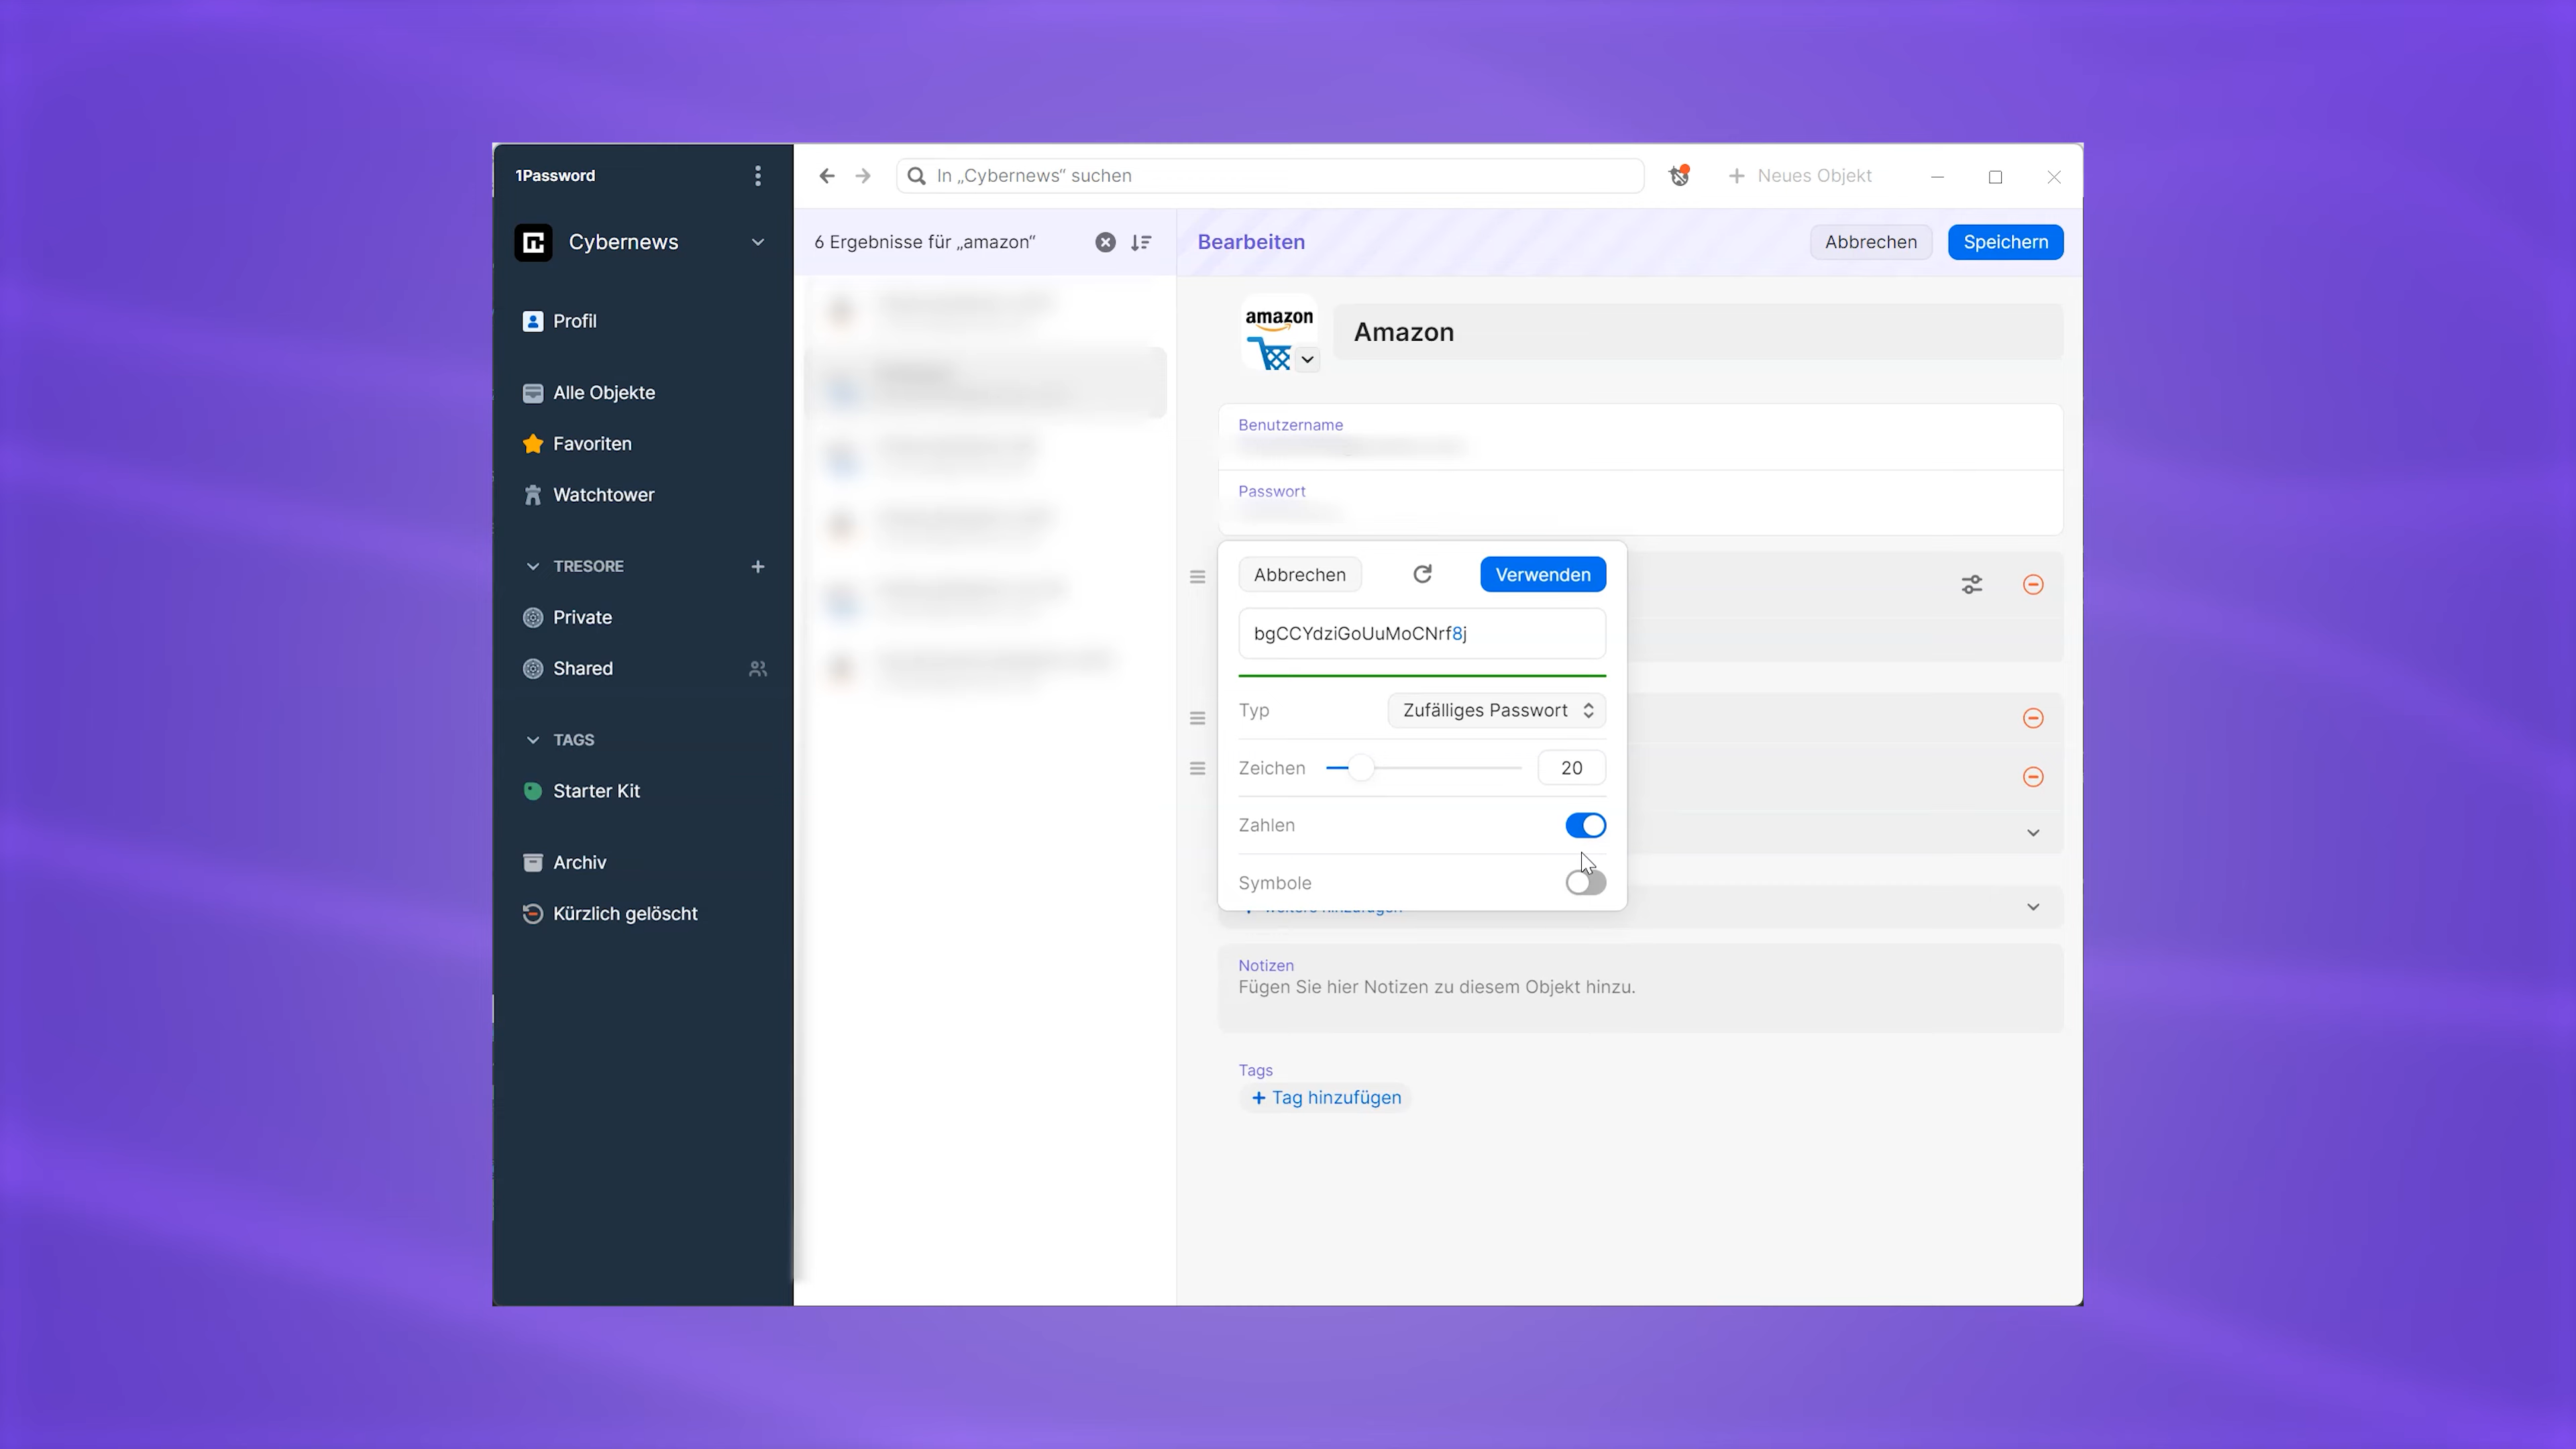 1Password
In „Cybernews“ suchen
Neues Objekt
Cybernews
6 Ergebnisse für „amazon“
Bearbeiten
Abbrechen
Speichern
Profil
Alle Objekte
Favoriten
Watchtower
TRESORE
Private
Shared
TAGS
Starter Kit
Archiv
Kürzlich gelöscht
amazon
Amazon
Benutzername
Passwort
Abbrechen
Verwenden
bgCCYdziGoUuMoCNrf8j
Typ
Zufälliges Passwort
Zeichen
20
Zahlen
Symbole
Notizen
Fügen Sie hier Notizen zu diesem Objekt hinzu.
Tags
+ Tag hinzufügen